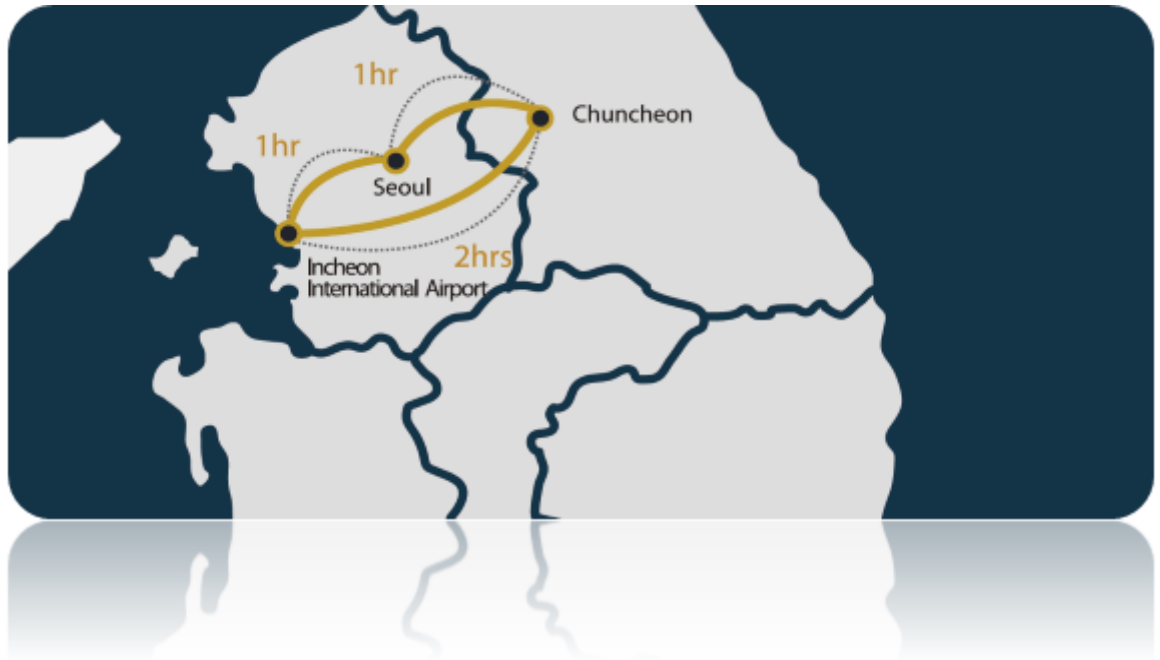 1hr
Chuncheon
1hr
Seoul
2hrs
Incheon
International Airport